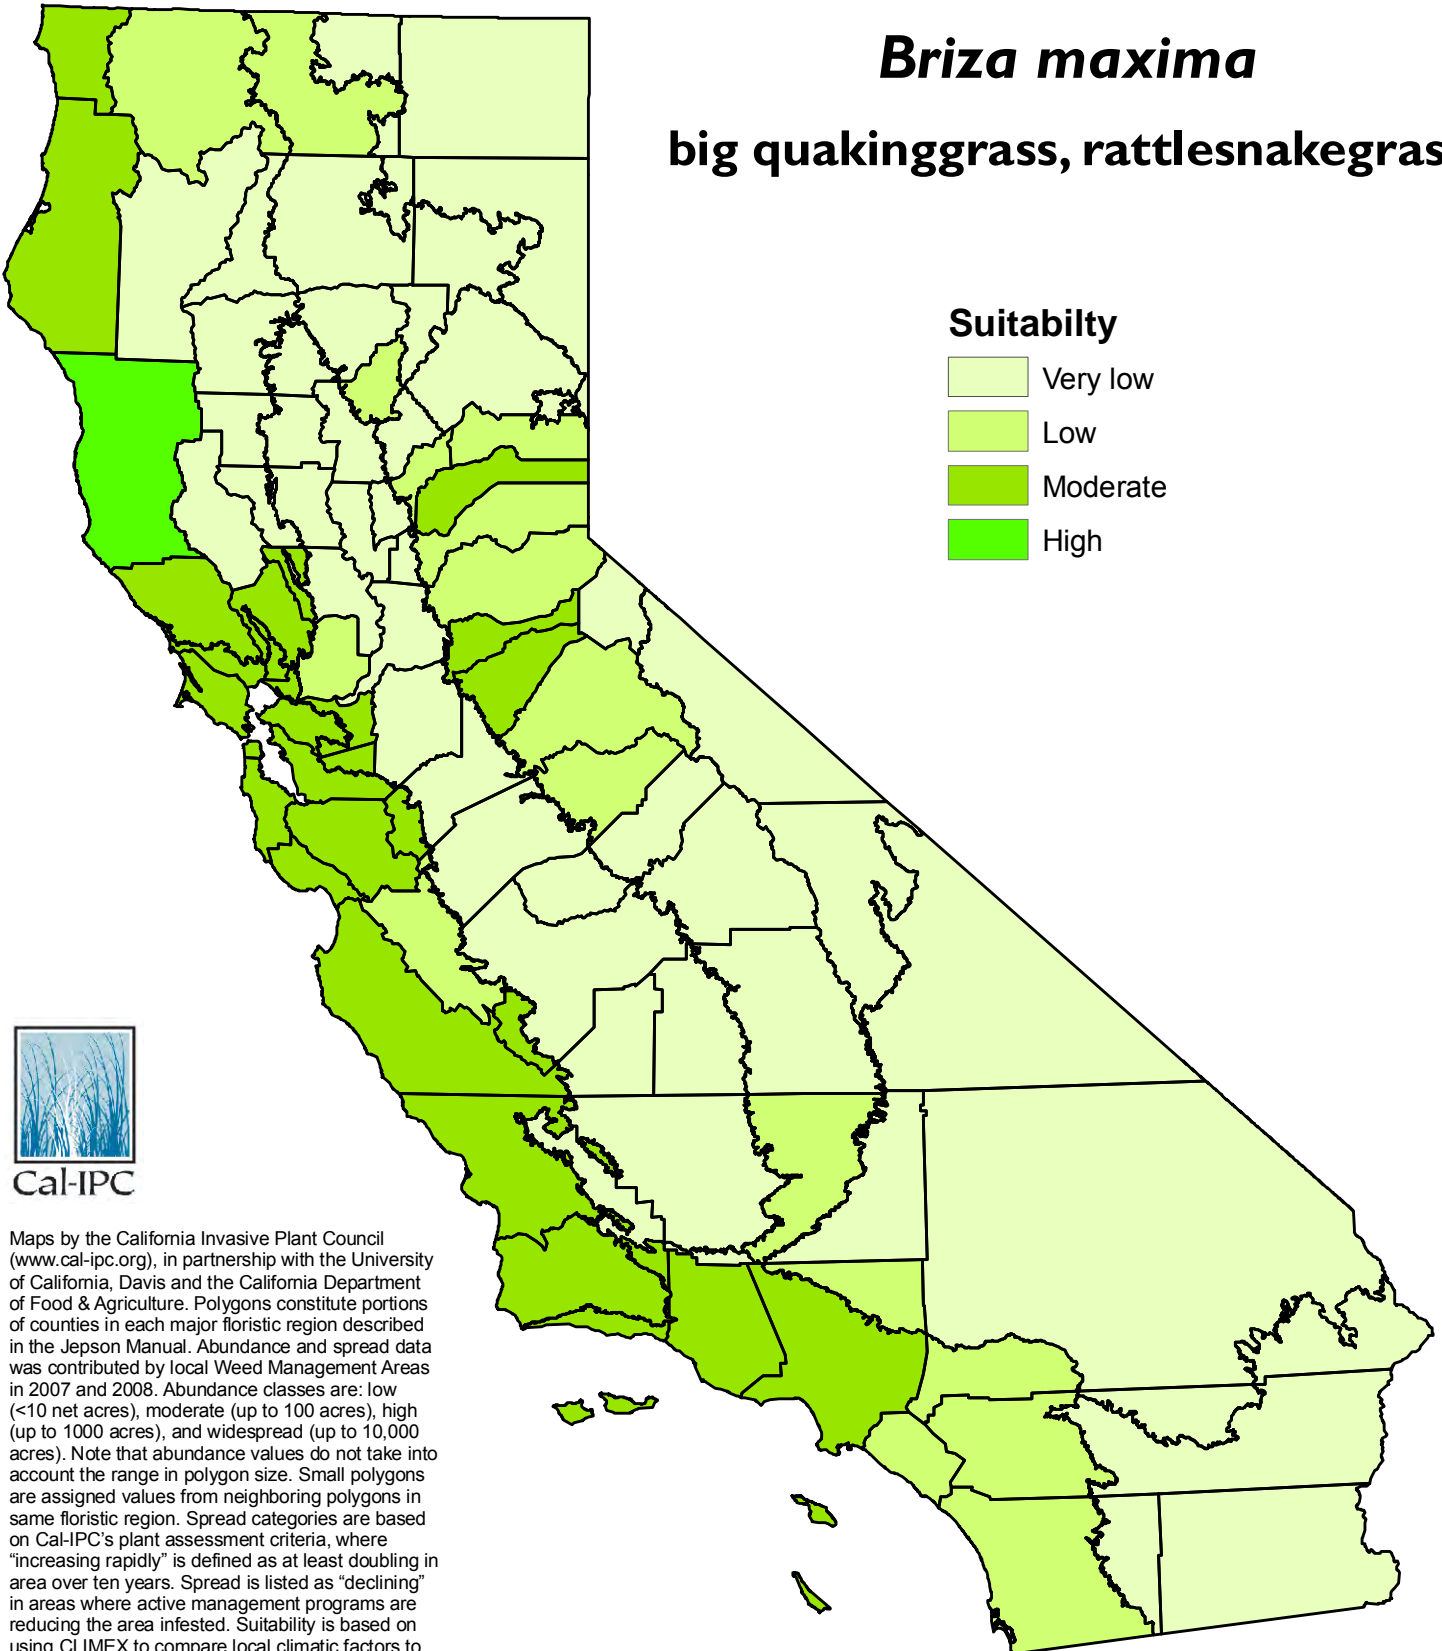 Briza maxima
big quakinggrass, rattlesnakegras
Suitabilty
Very low
Low
Moderate
High
Cal-IPC
Maps by the California Invasive Plant Council
(www.cal-ipc.org), in partnership with the University
of California, Davis and the California Department
of Food & Agriculture. Polygons constitute portions
of counties in each major floristic region described
in the Jepson Manual. Abundance and spread data
was contributed by local Weed Management Areas
in 2007 and 2008. Abundance classes are: low
(<10 net acres), moderate (up to 100 acres), high
(up to 1000 acres), and widespread (up to 10,000
acres). Note that abundance values do not take into
account the range in polygon size. Small polygons
are assigned values from neighboring polygons in
same floristic region. Spread categories are based
on Cal-IPC's plant assessment criteria, where
“increasing rapidly” is defined as at least doubling in
area over ten years. Spread is listed as “declining”
in areas where active management programs are
reducing the area infested. Suitability is based on
using CLIMEX to compare local climatic factors to